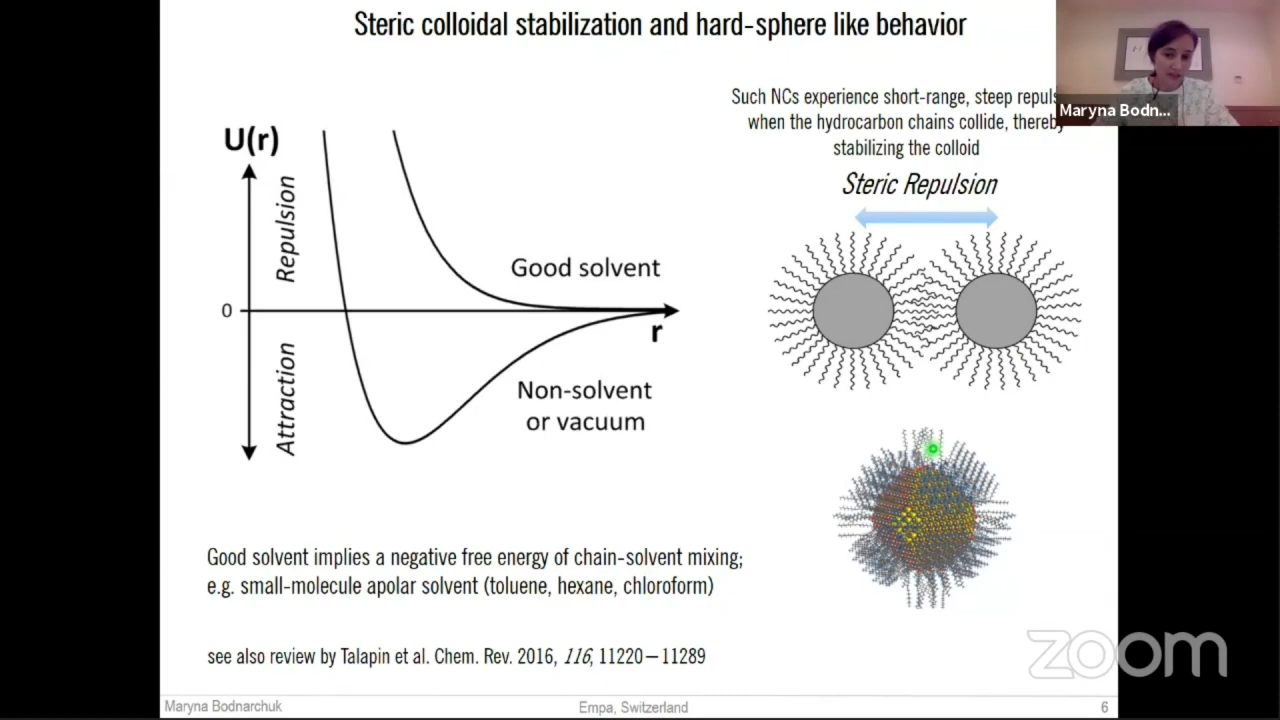 Steric colloidal stabilization and hard-sphere like behavior
Such NCs experience short-range, steep
when the hydrocarbon chains collide, thereby
stabilizing the colloid
Maryna Bodn...
Steric Repulsion
U(r)
Repulsion
Good solvent
0
r
Attraction
Non-solvent
or vacuum
Good solvent implies a negative free energy of chain-solvent mixing;
e.g. small-molecule apolar solvent (toluene, hexane, chloroform)
see also review by Talapin et al. Chem. Rev. 2016, 116, 11220–11289
zoom
Maryna Bodnarchuk
Empa, Switzerland
6